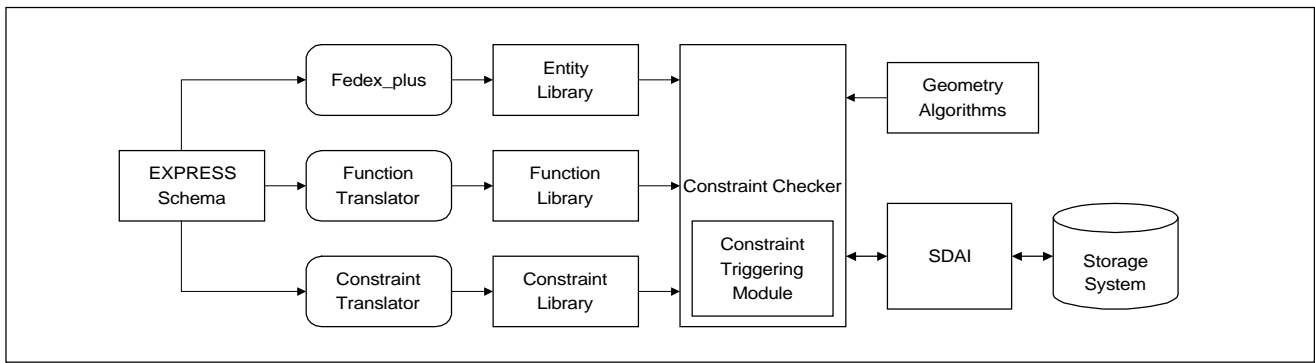 Fedex_plus
Entity
Library
Geometry
Algorithms
EXPRESS
Schema
Function
Translator
Function
Library
Constraint Checker
Constraint
Translator
Constraint
Library
Constraint
Triggering
Module
SDAI
Storage
System